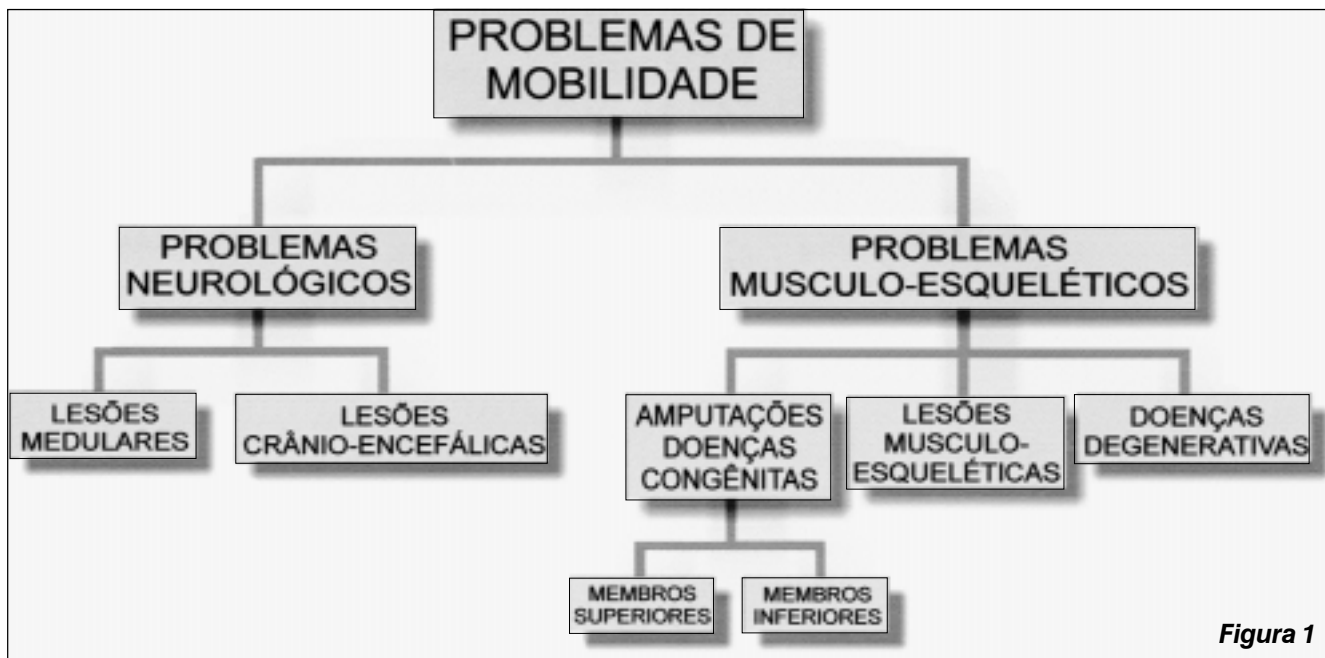 PROBLEMAS DE
MOBILIDADE
PROBLEMAS
NEUROLÓGICOS
PROBLEMAS
MUSCULO-ESQUELÉTICOS
LESÕES
MEDULARES
LESÕES
CRÂNIO-ENCEFÁLICAS
AMPUTAÇÕES
DOENÇAS
CONGÊNITAS
LESÕES
MUSCULO-
ESQUELÉTICAS
DOENÇAS
DEGENERATIVAS
MEMBROS
SUPERIORES
MEMBROS
INFERIORES
Figura 1